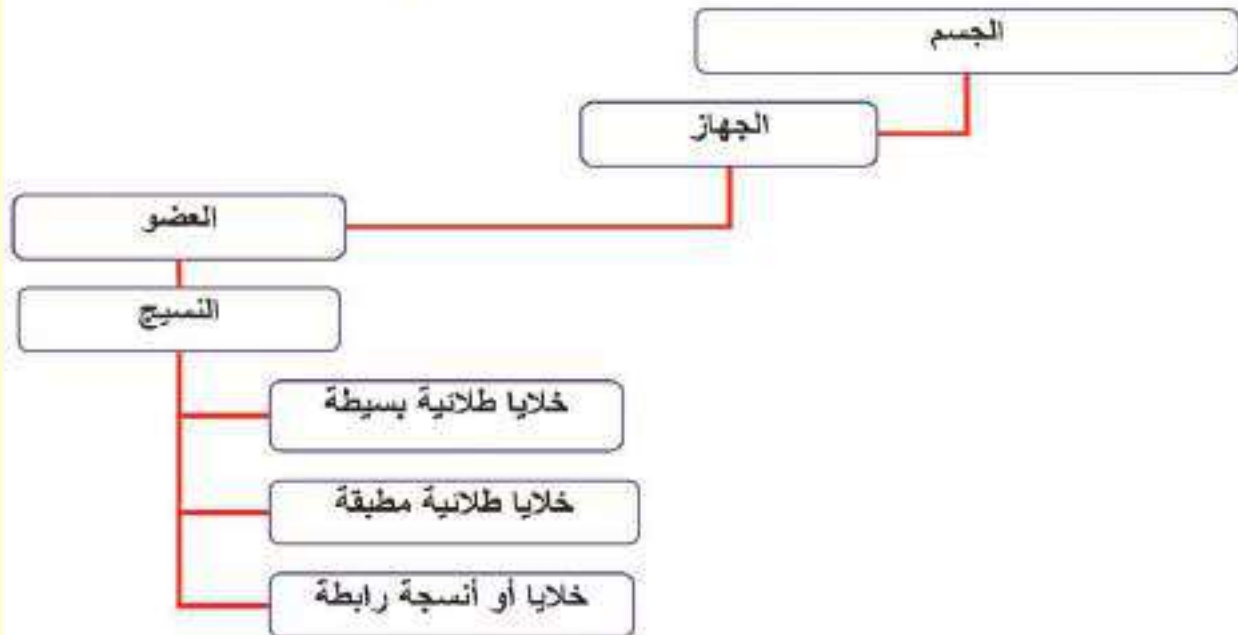 الجسم
الجهاز
العضو
النسيج
خلايا طلائية بسيطة
خلايا طلائية مطبقة
خلايا أو أنسجة رابطة